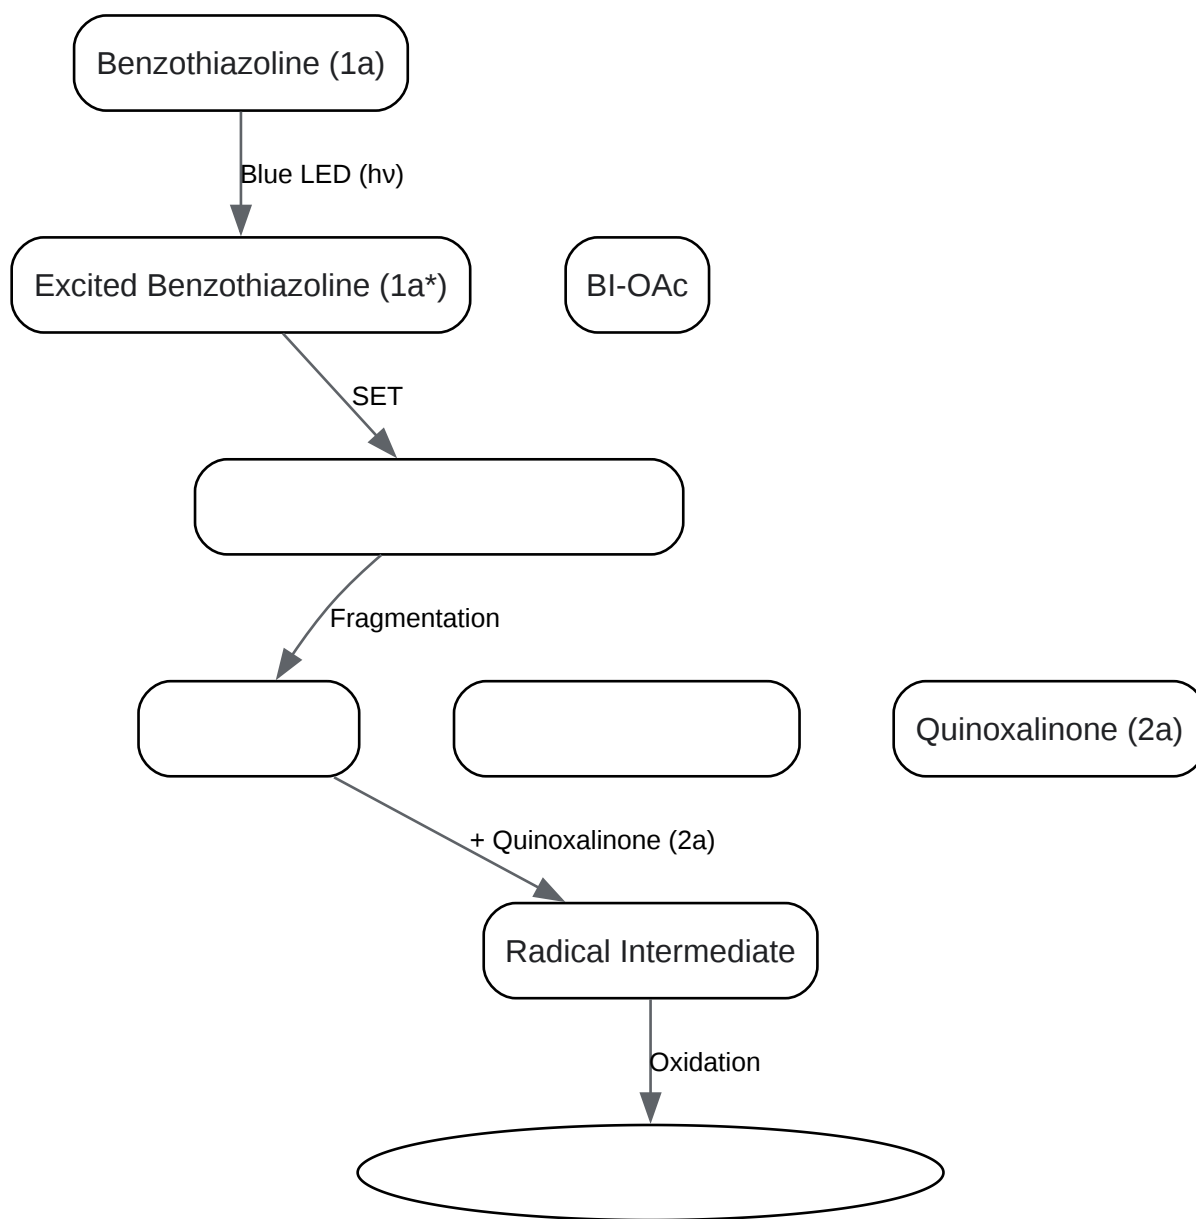 Benzothiazoline (1a)
Blue LED (hν)
Excited Benzothiazoline (1a*)
BI-OAc
SET
Fragmentation
Quinoxalinone (2a)
+ Quinoxalinone (2a)
Radical Intermediate
Oxidation